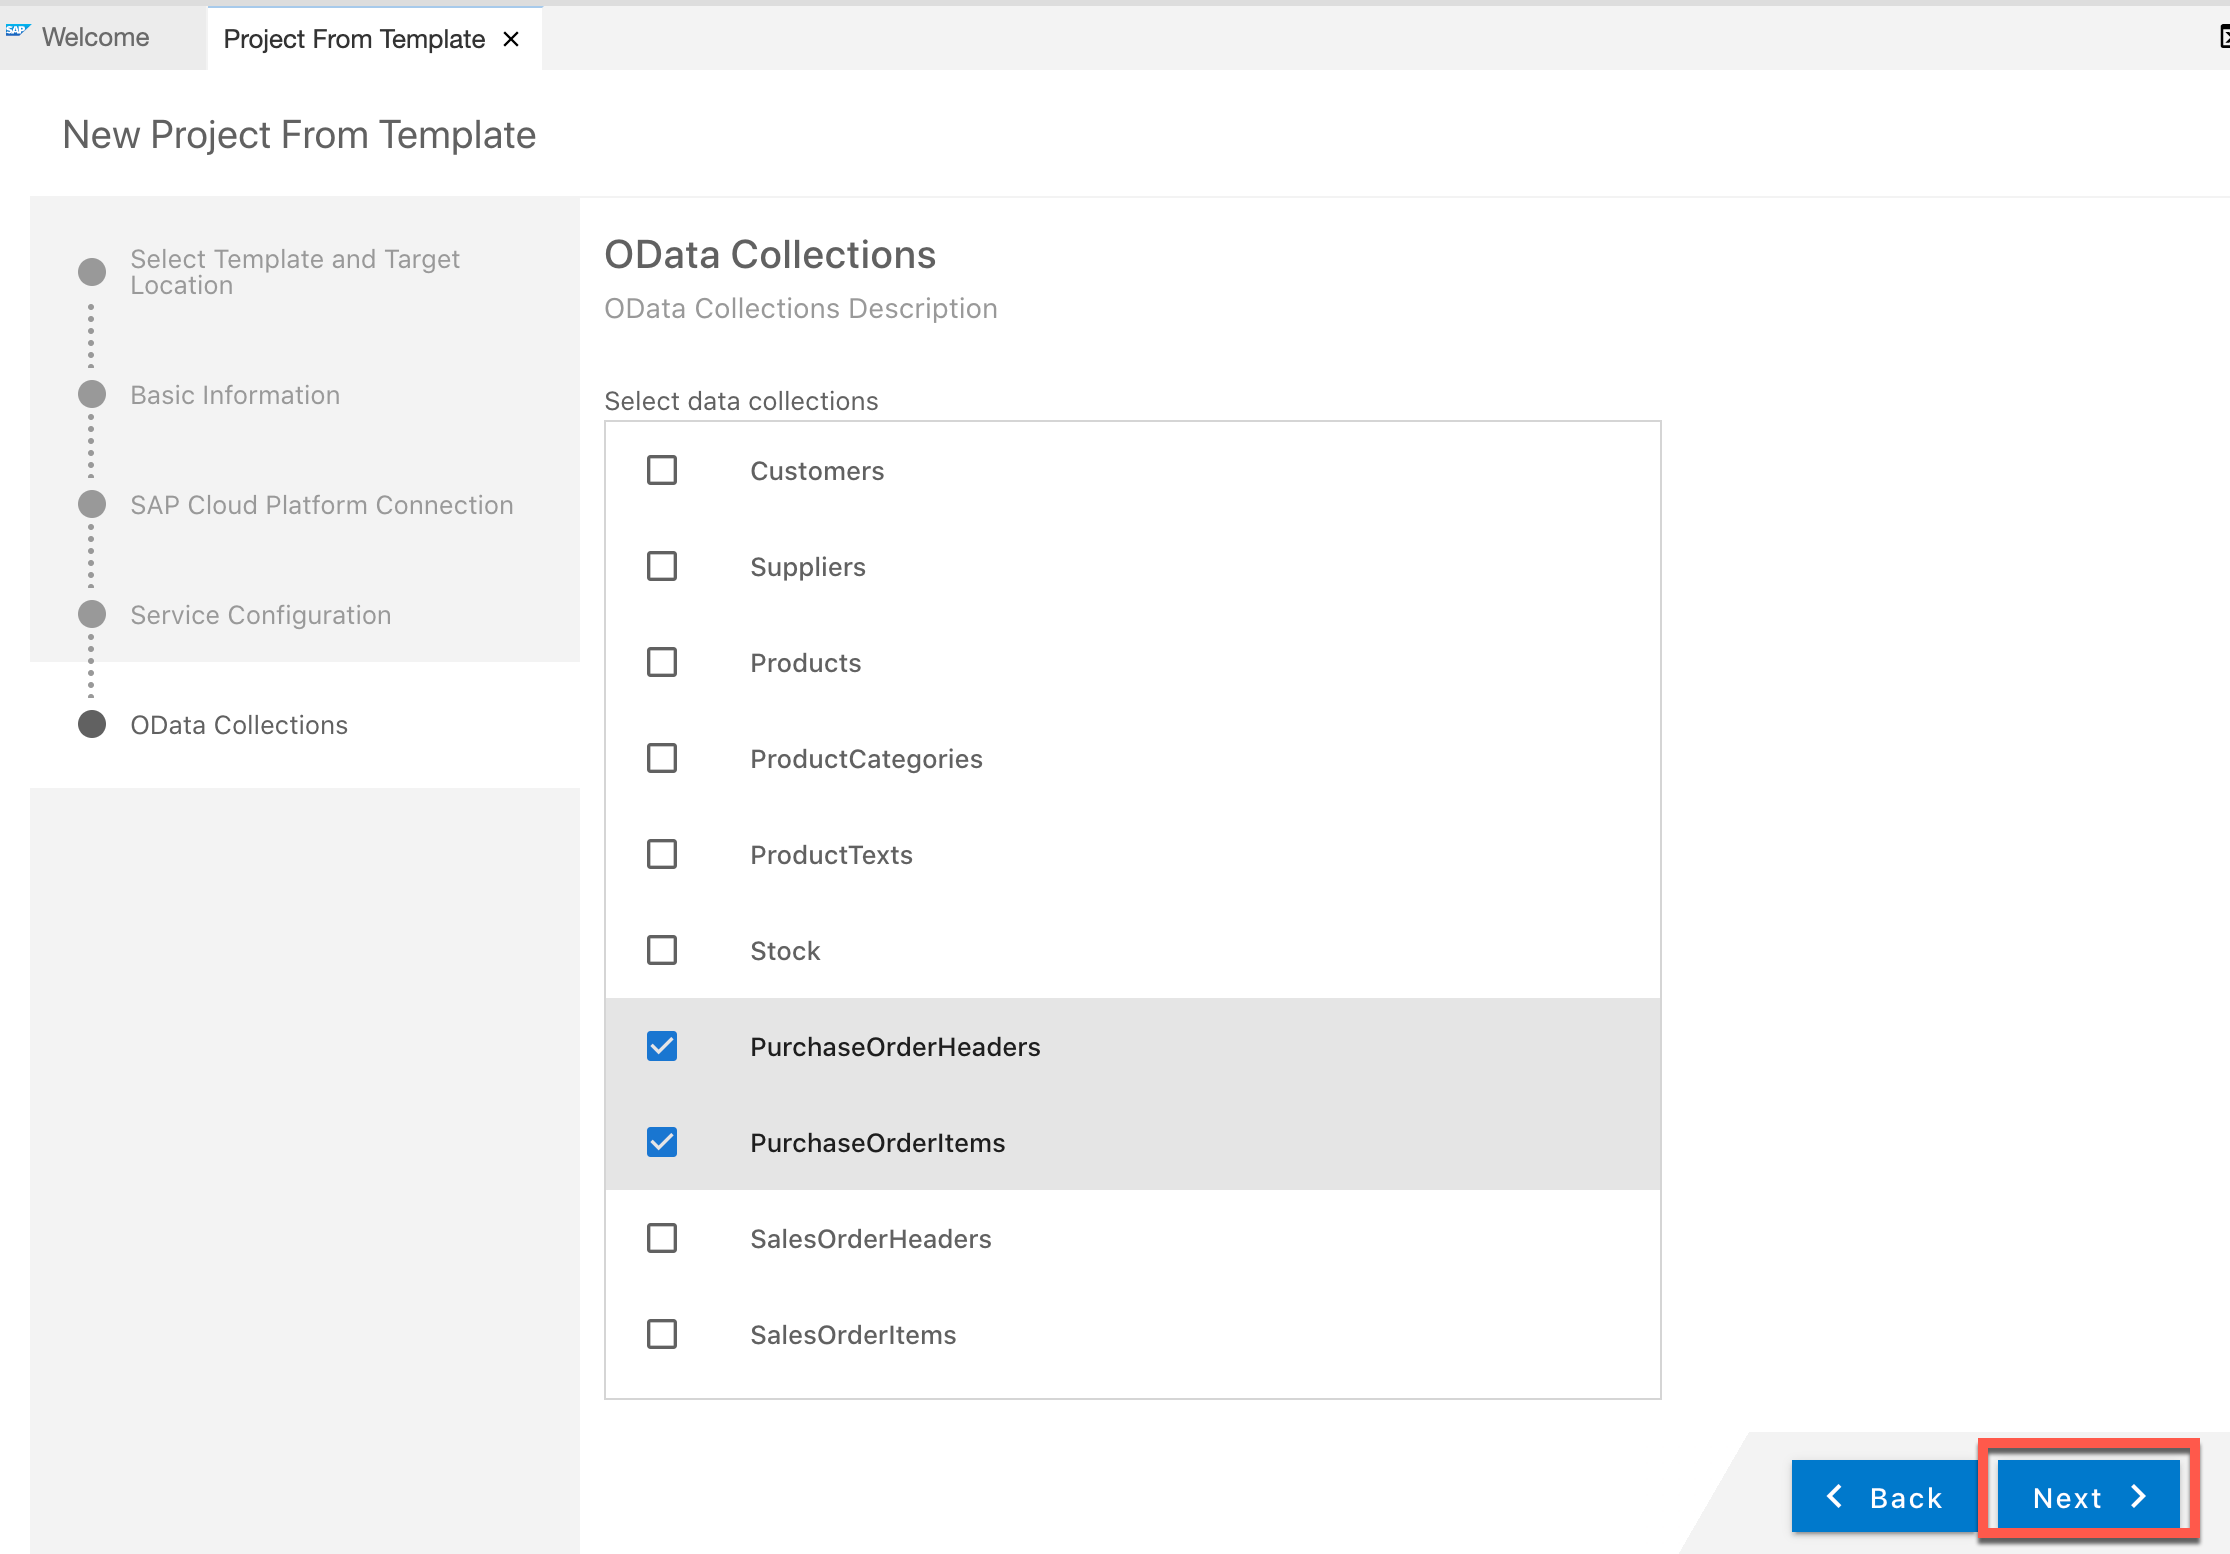 SAP Welcome
Project From Template
New Project From Template
Select Template and Target
Location
Basic Information
SAP Cloud Platform Connection
Service Configuration
OData Collections
OData Collections
OData Collections Description
Select data collections
Customers
Suppliers
Products
ProductCategories
ProductTexts
Stock
PurchaseOrderHeaders
PurchaseOrderItems
SalesOrderHeaders
SalesOrderItems
Back
Next